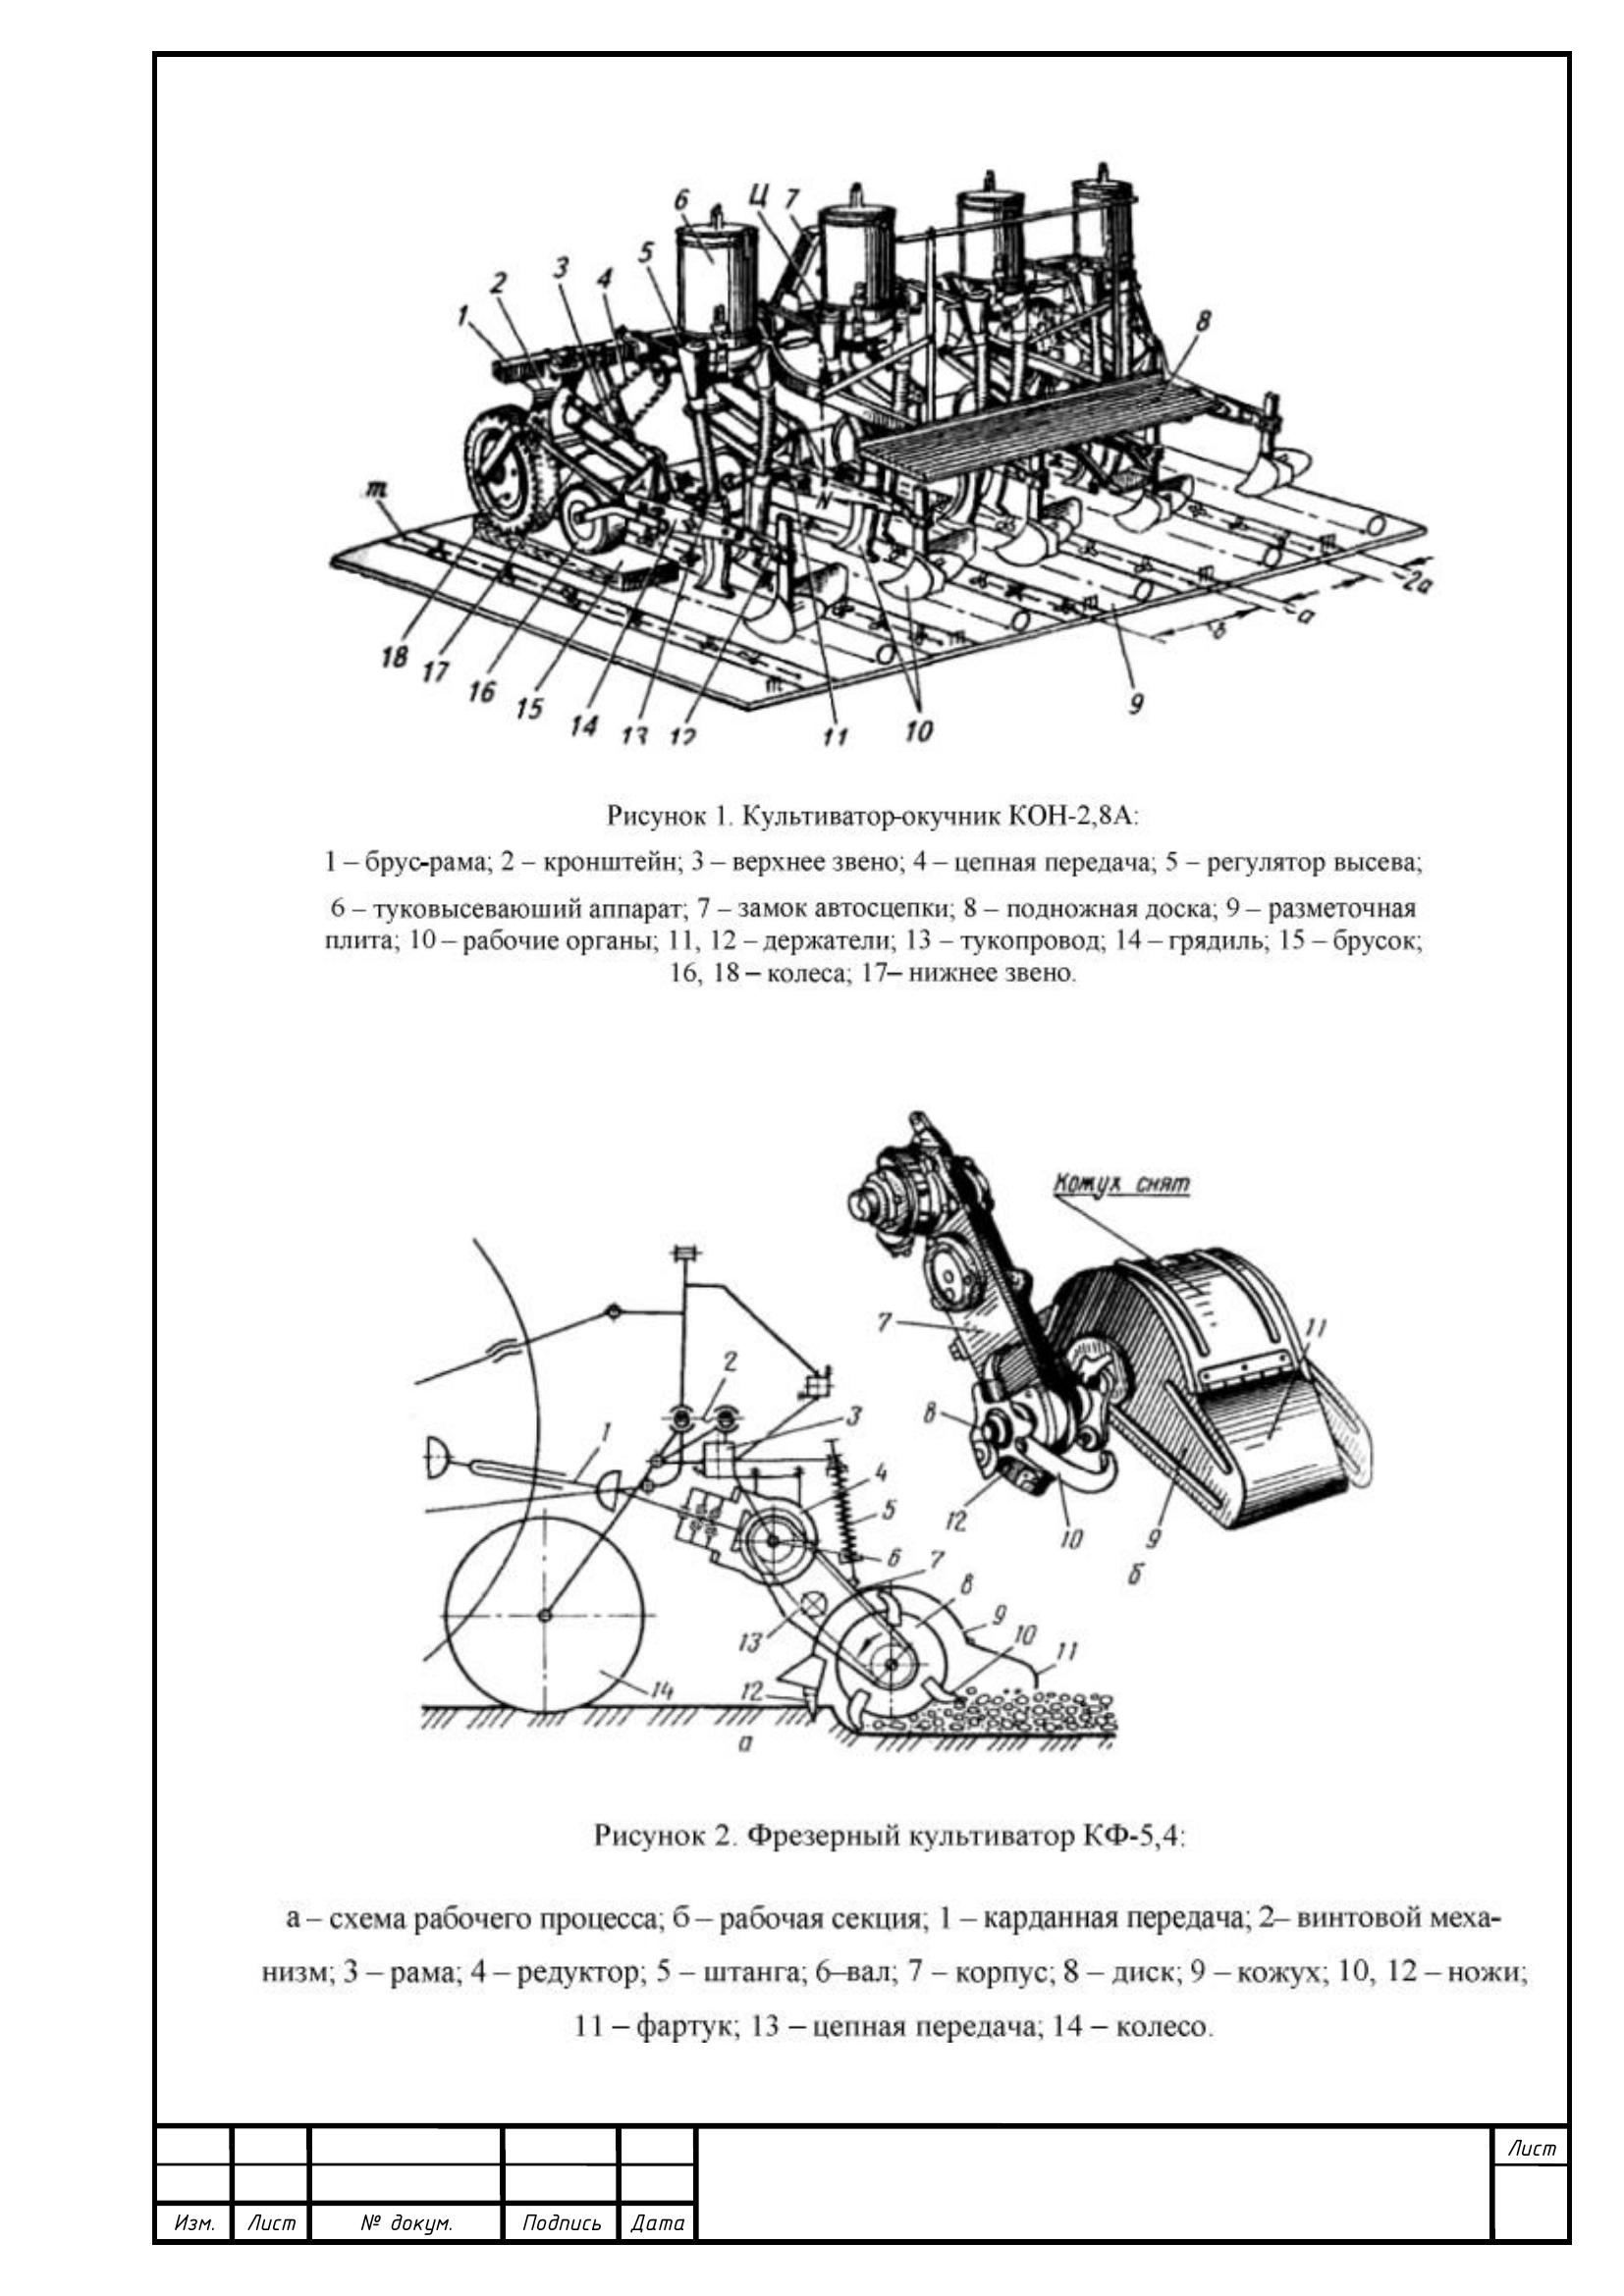 6 Ц 7
5
3
2
4
1
8
m
N
m
m
m
m
m
2а
а
в
18
17
16
15
14
13
12
11
10
9
Рисунок 1. Культиватор-окучник КОН-2,8А:
1 – брус-рама; 2 – кронштейн; 3 – верхнее звено; 4 – цепная передача; 5 – регулятор высева;
6 – туковысеваюший аппарат; 7 – замок автосцепки; 8 – подножная доска; 9 – разметочная
плита; 10 – рабочие органы; 11, 12 – держатели; 13 – тукопровод; 14 – грядиль; 15 – брусок;
16, 18 – колеса; 17– нижнее звено.
Кожух снят
7
11
8
12
10
9
б
2
3
1
4
5
6
7
8
9
10
11
13
12
14
а
Рисунок 2. Фрезерный культиватор КФ-5,4:
а – схема рабочего процесса; б – рабочая секция; 1 – карданная передача; 2– винтовой меха-
низм; 3 – рама; 4 – редуктор; 5 – штанга; 6–вал; 7 – корпус; 8 – диск; 9 – кожух; 10, 12 – ножи;
11 – фартук; 13 – цепная передача; 14 – колесо.
Лист
Изм. Лист № докум. Подпись Дата